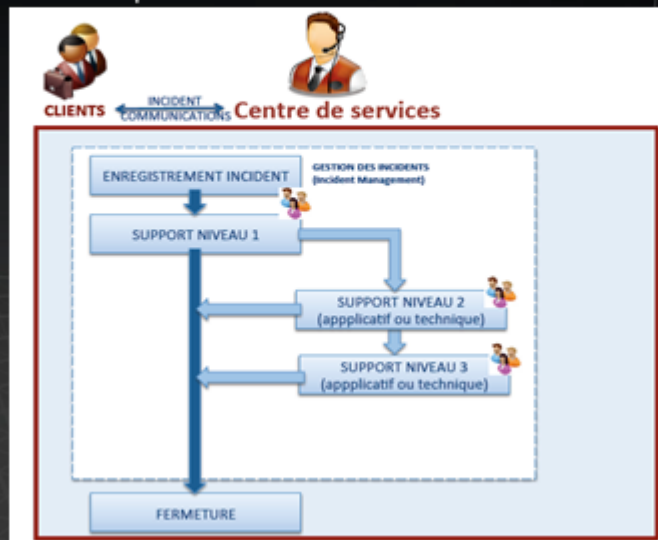 CLIENTS
INCIDENT
COMMUNICATIONS
Centre de services
ENREGISTREMENT INCIDENT
GESTION DES INCIDENTS
(Incident Management)
SUPPORT NIVEAU 1
SUPPORT NIVEAU 2
(appplicatif ou technique)
SUPPORT NIVEAU 3
(appplicatif ou technique)
FERMETURE